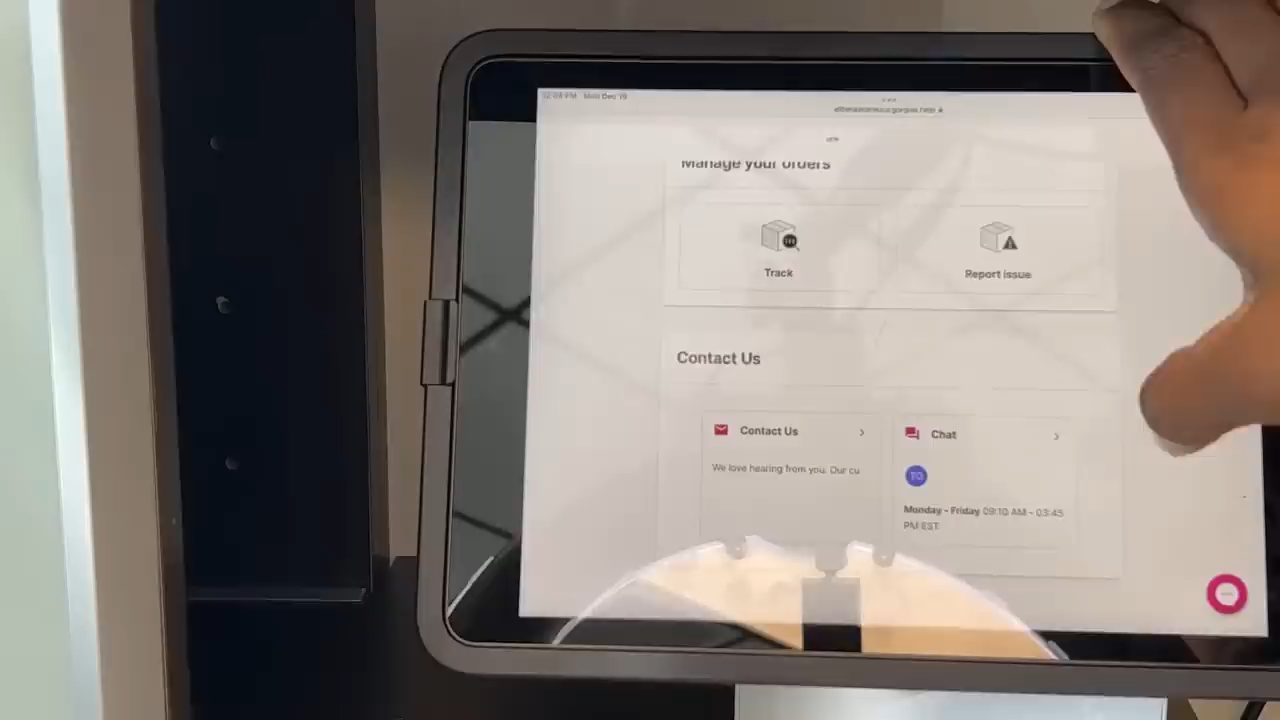 Manage your orders
Track
Report issue
Contact Us
Contact Us
We love hearing from you. Our cu
Chat
TO
Monday - Friday 09:10 AM - 03:45
PM EST